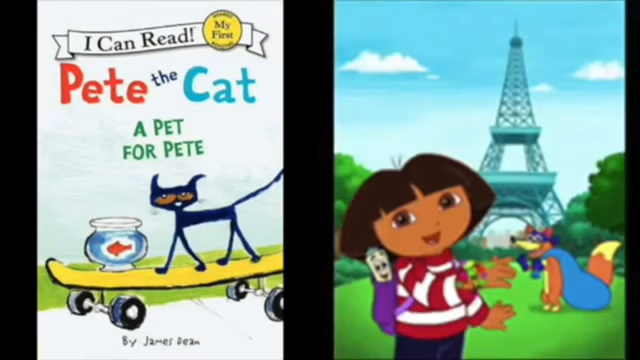 I Can Read!
My
First
Pete the Cat
A PET
FOR PETE
By James Dean